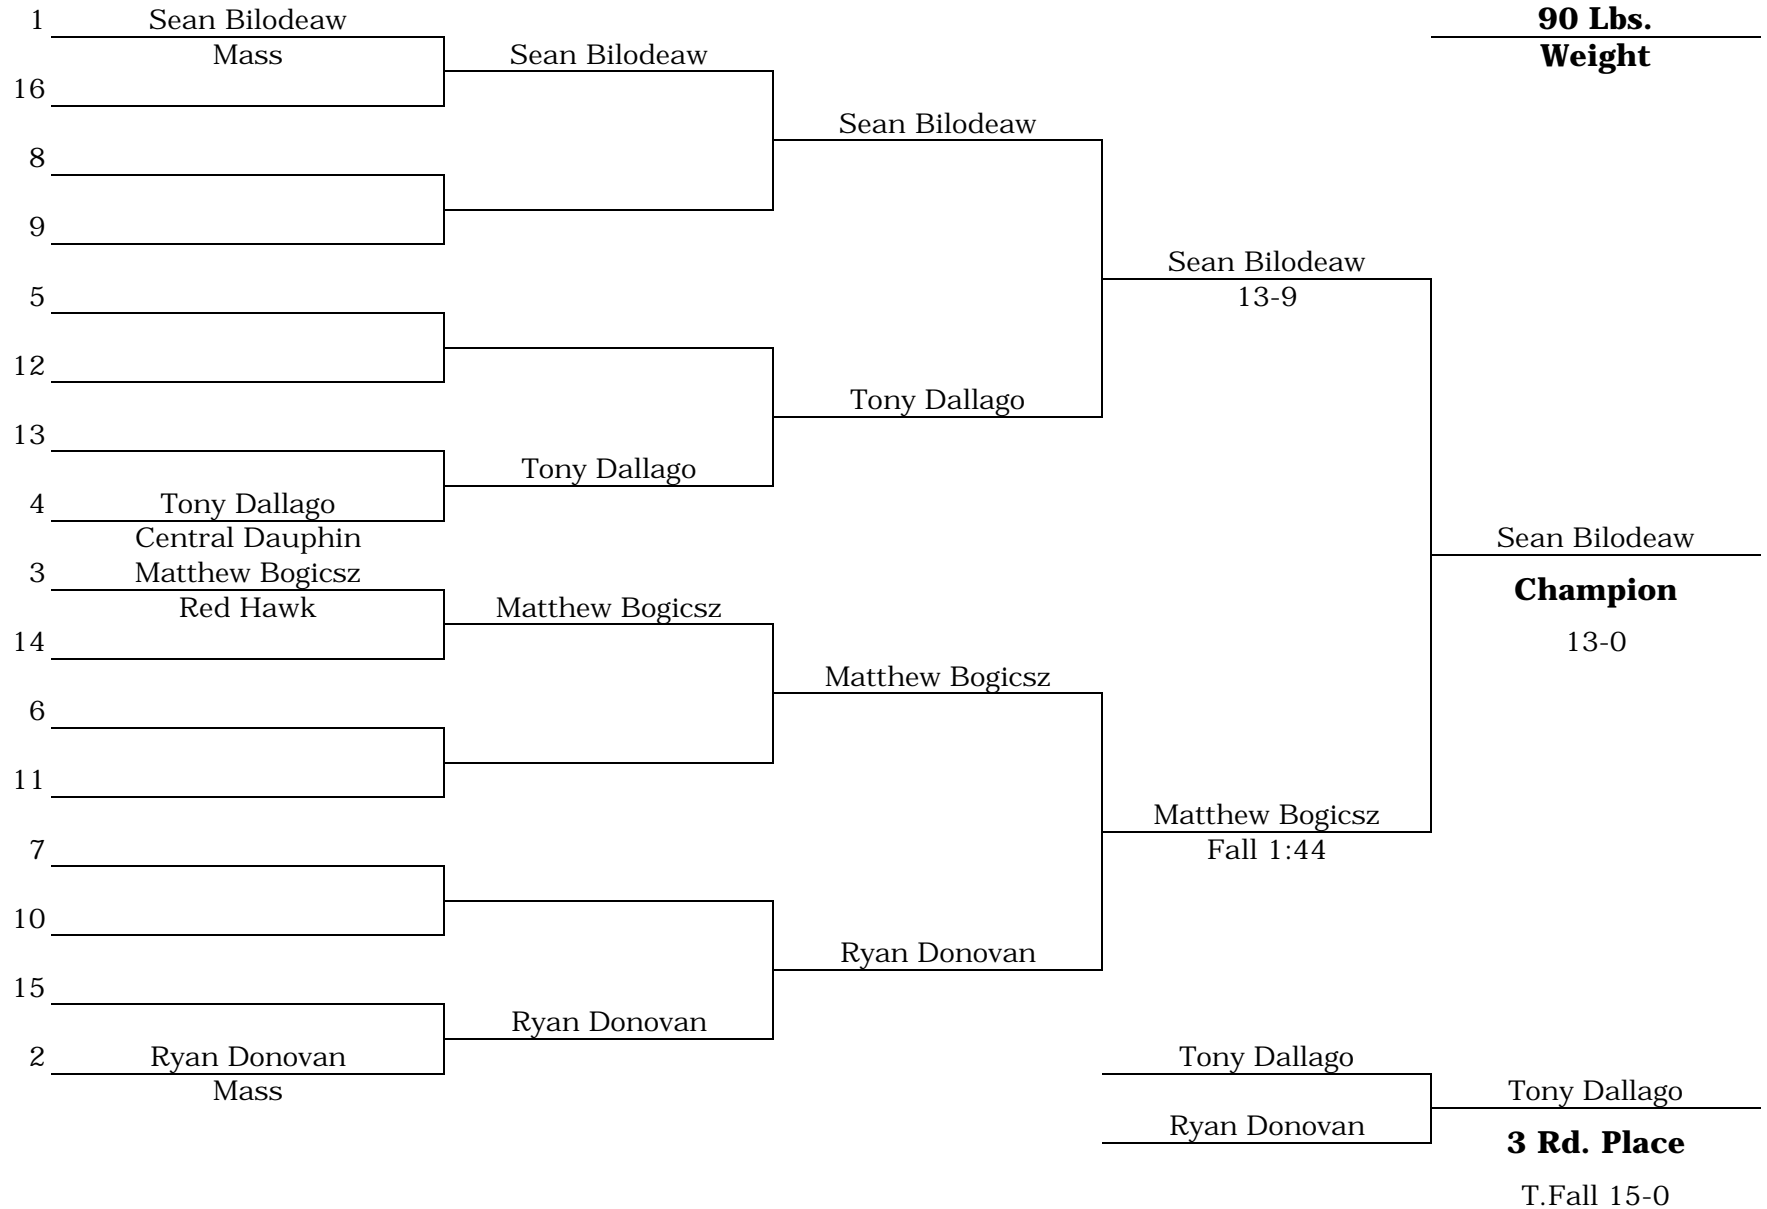 1 Sean Bilodeaw
Mass
16
8
9
5
12
13
4 Tony Dallago
Central Dauphin
3 Matthew Bogicsz
Red Hawk
14
6
11
7
10
15
2 Ryan Donovan
Mass
Sean Bilodeaw
Tony Dallago
Matthew Bogicsz
Ryan Donovan
Sean Bilodeaw
Tony Dallago
Matthew Bogicsz
Ryan Donovan
Sean Bilodeaw
13-9
Matthew Bogicsz
Fall 1:44
Tony Dallago
Ryan Donovan
90 Lbs.
Weight
Sean Bilodeaw
Champion
13-0
Tony Dallago
3 Rd. Place
T.Fall 15-0